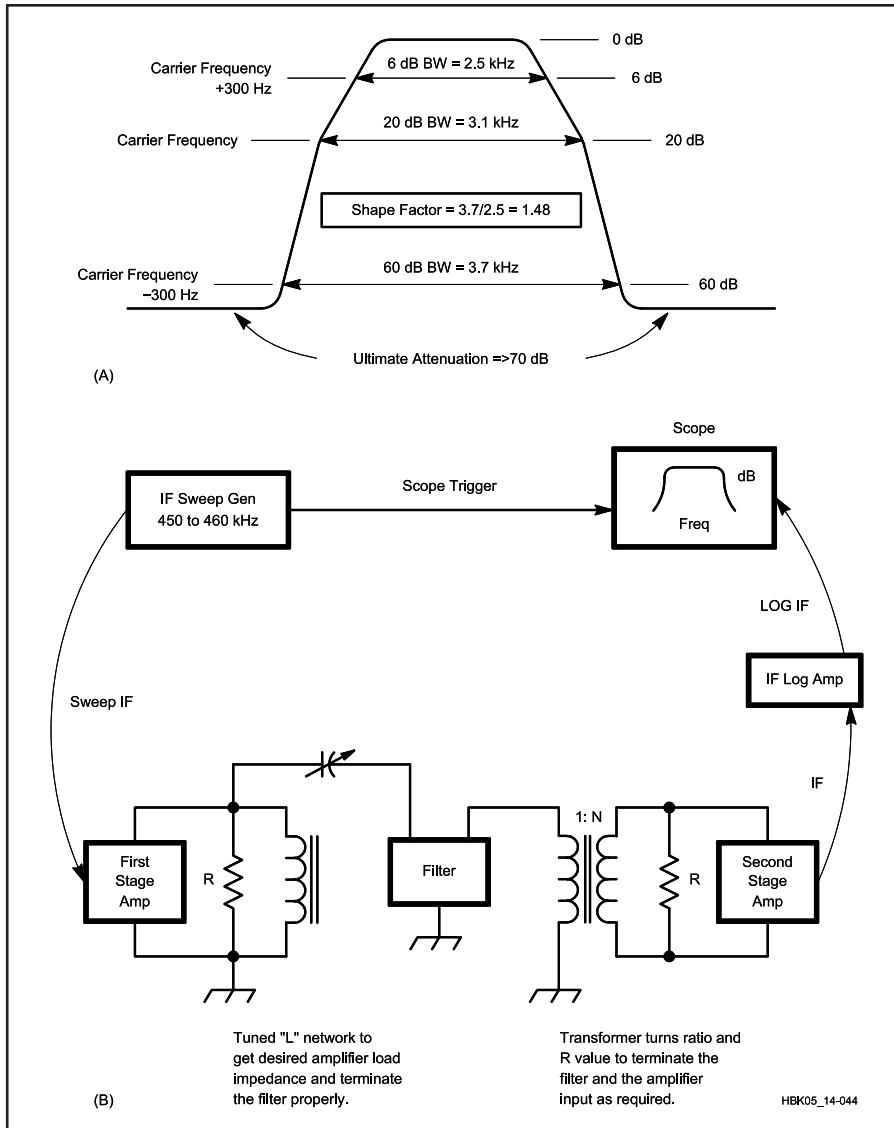 0 dB
Carrier Frequency
+300 Hz
6 dB BW = 2.5 kHz
6 dB
Carrier Frequency
20 dB BW = 3.1 kHz
20 dB
Shape Factor = 3.7/2.5 = 1.48
Carrier Frequency
–300 Hz
60 dB BW = 3.7 kHz
60 dB
Ultimate Attenuation =>70 dB
(A)
Scope
IF Sweep Gen
450 to 460 kHz
Scope Trigger
dB
Freq
LOG IF
IF Log Amp
Sweep IF
IF
1: N
First
Stage
Amp
R
Filter
R
Second
Stage
Amp
Tuned "L" network to
get desired amplifier load
impedance and terminate
the filter properly.
Transformer turns ratio and
R value to terminate the
filter and the amplifier
input as required.
(B)
HBK05_14-044